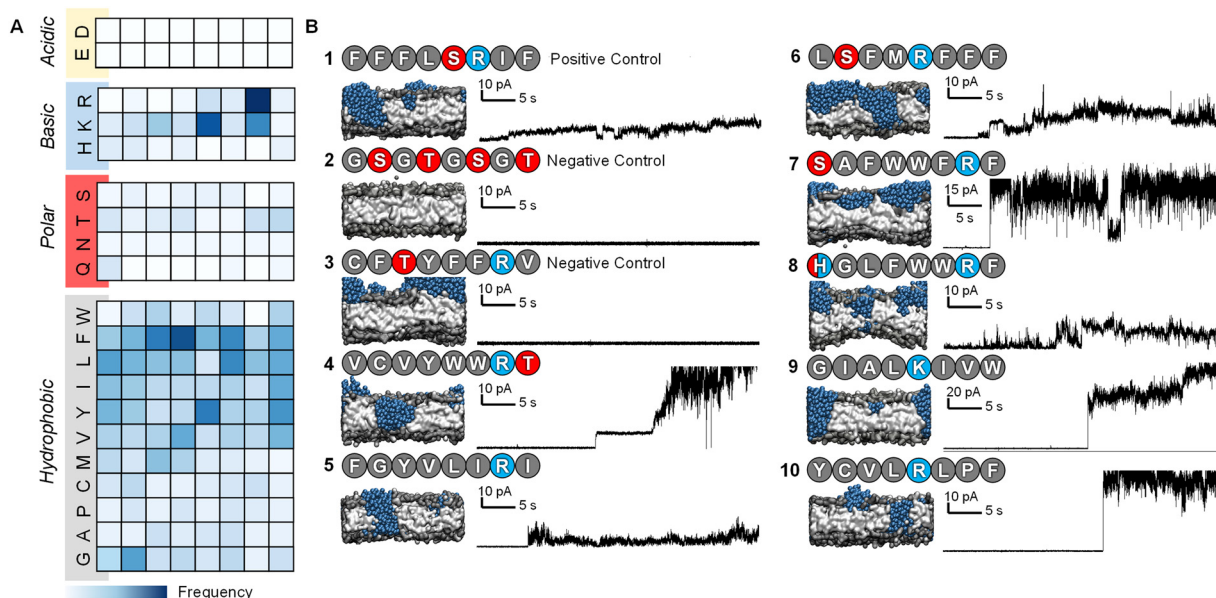 A
Acidic
E D
Basic
H K R
Polar
Q N T S
Hydrophobic
G A P C M V Y I L F W
Frequency
B
1 F F F L S R I F Positive Control
10 pA
5 s
2 G S G T G S G T Negative Control
10 pA
5 s
3 C F T Y F F R V Negative Control
10 pA
5 s
4 V C V Y W W R T
10 pA
5 s
5 F G Y V L I R I
10 pA
5 s
6 L S F M R F F F
10 pA
5 s
7 S A F W W F R F
15 pA
5 s
8 H G L F W W R F
10 pA
5 s
9 G I A L K I V W
20 pA
5 s
10 Y C V L R L P F
10 pA
5 s